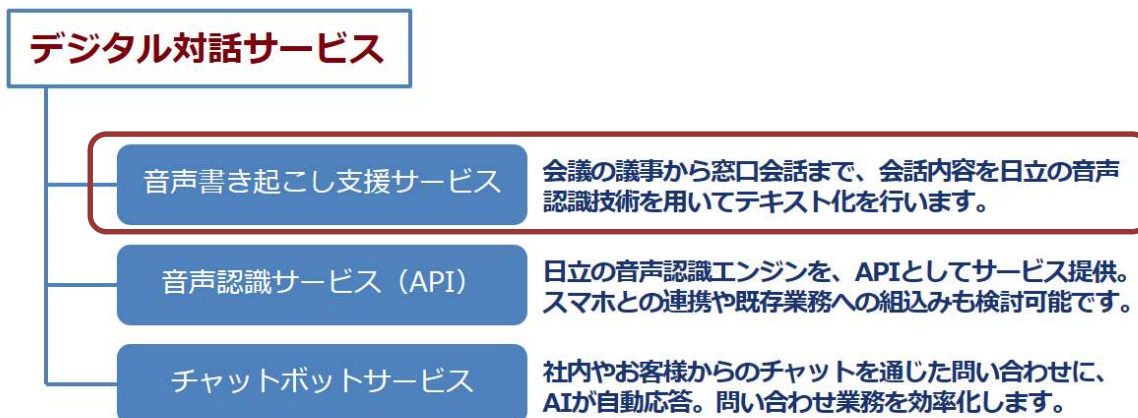 デジタル対話サービス
音声書き起こし支援サービス
会議の議事から窓口会話まで、会話内容を日立の音声
認識技術を用いてテキスト化を行います。
音声認識サービス（API）
日立の音声認識エンジンを、APIとしてサービス提供。
スマホとの連携や既存業務への組込みも検討可能です。
チャットボットサービス
社内やお客様からのチャットを通じた問い合わせに、
AIが自動応答。問い合わせ業務を効率化します。